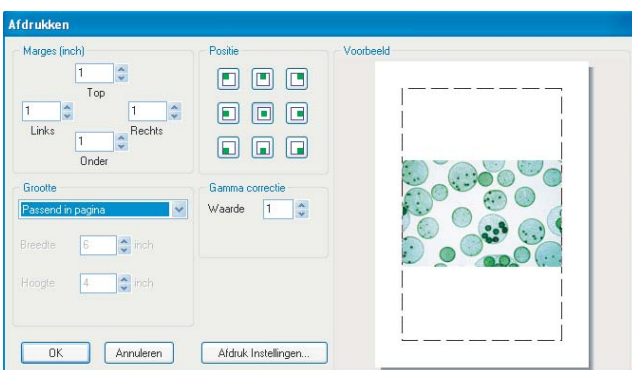 Afdrukken
Marges (inch)
1
Top
1
Links
1
Rechts
1
Onder
Positie
Voorbeeld
Grootte
Passend in pagina
Breedte 6 inch
Hoogte 4 inch
Gamma correctie
Waarde 1
OK Annuleren Afdruk Instellingen...